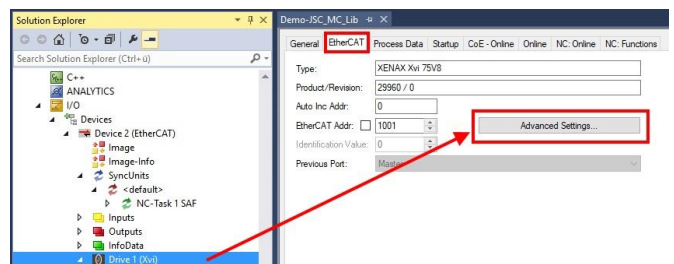 Solution Explorer
Search Solution Explorer (Ctrl+ü)
C++
ANALYTICS
I/O
Devices
Device 2 (EtherCAT)
Image
Image-Info
SyncUnits
<default>
NC-Task 1 SAF
Inputs
Outputs
InfoData
Drive 1 (Xvi)
Demo-JSC_MC_Lib
General EtherCAT Process Data Startup CoE - Online Online NC: Online NC: Functions
Type: XENAX Xvi 75V8
Product/Revision: 29960 / 0
Auto Inc Addr: 0
EtherCAT Addr: 1001 Advanced Settings...
Identification Value: 0
Previous Port: Master